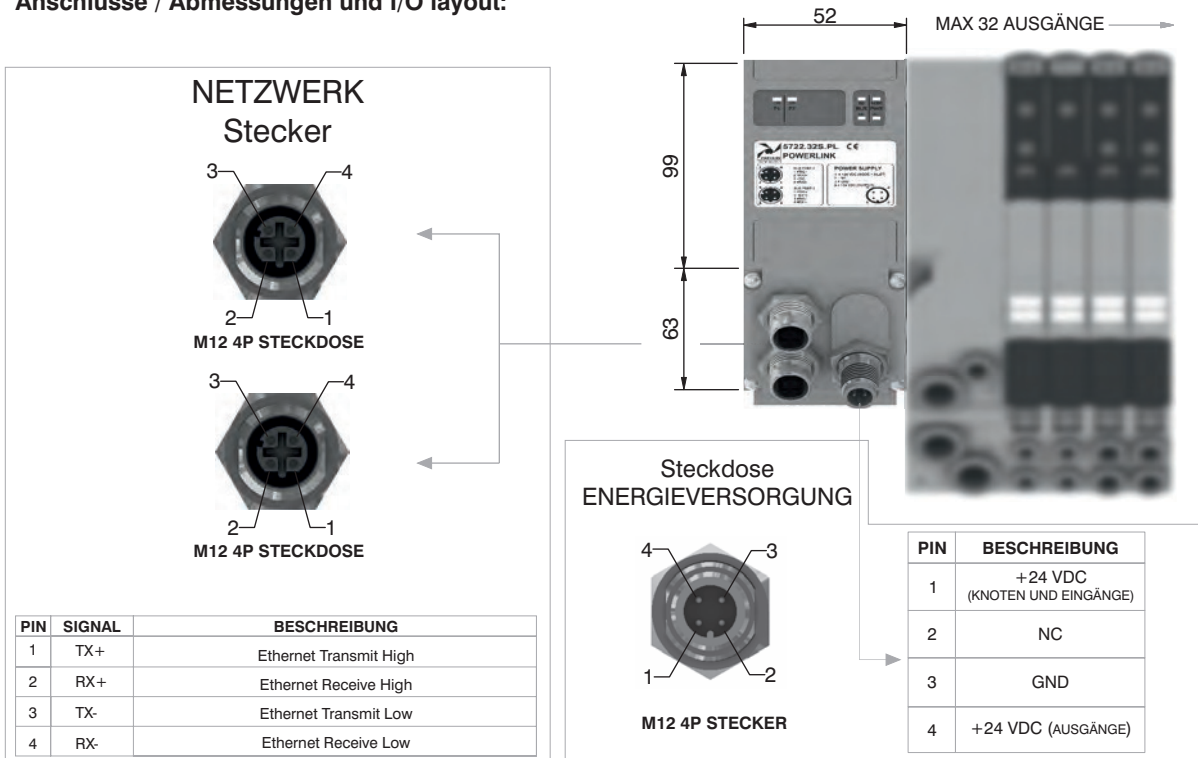 Anschlüsse / Abmessungen und I/O layout:
NETZWERK
Stecker
3
4
2
1
M12 4P STECKDOSE
3
4
2
1
M12 4P STECKDOSE
PIN SIGNAL BESCHREIBUNG
1 TX+ Ethernet Transmit High
2 RX+ Ethernet Receive High
3 TX- Ethernet Transmit Low
4 RX- Ethernet Receive Low
52
MAX 32 AUSGÄNGE
99
63
5722.32S.PL CE
POWERLINK
POWER SUPPLY
Steckdose
ENERGIEVERSORGUNG
4
3
1
2
M12 4P STECKER
PIN BESCHREIBUNG
1 +24 VDC
(KNOTEN UND EINGÄNGE)
2 NC
3 GND
4 +24 VDC (AUSGÄNGE)